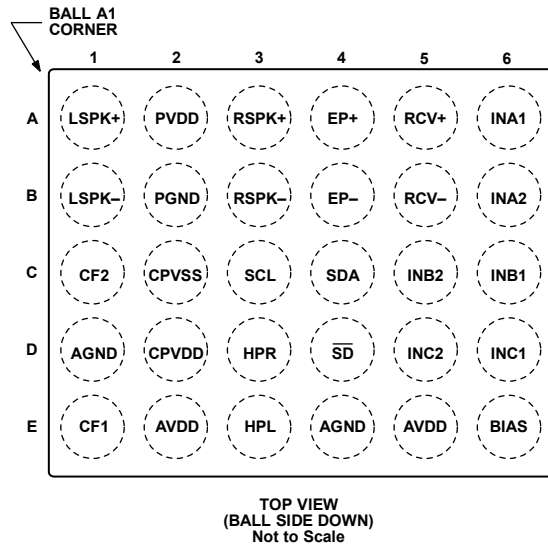 BALL A1
CORNER
1 2 3 4 5 6
A LSPK+ PVDD RSPK+ EP+ RCV+ INA1
B LSPK– PGND RSPK– EP– RCV– INA2
C CF2 CPVSS SCL SDA INB2 INB1
D AGND CPVDD HPR S̅D̅ INC2 INC1
E CF1 AVDD HPL AGND AVDD BIAS
TOP VIEW
(BALL SIDE DOWN)
Not to Scale